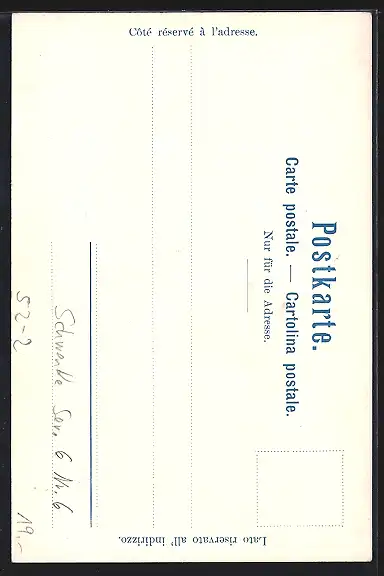 Côté réservé à l'adresse.
Postkarte.
Carte postale. — Cartolina postale.
Nur für die Adresse.
Lato riservato all' indirizzo.
Ser. 6 Nr. 6
52-2
19,-